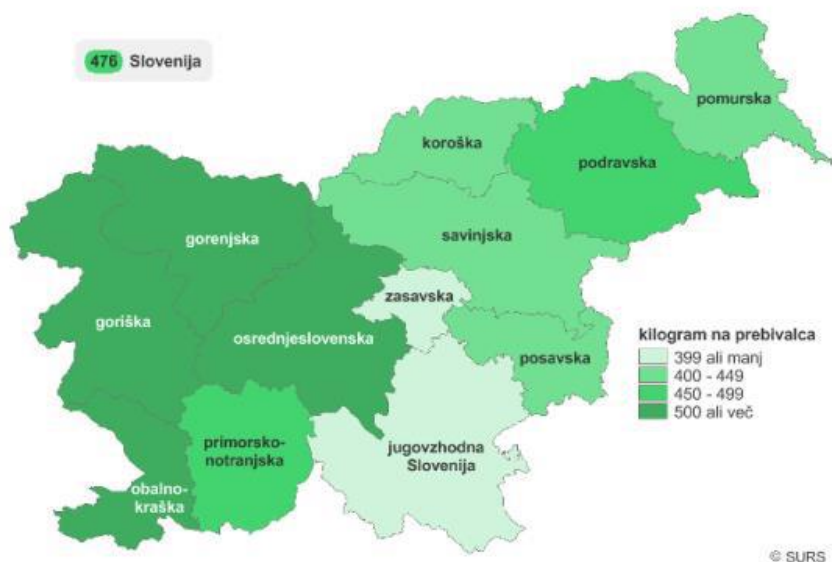 476 Slovenija
pomurska
koroška
podravska
gorenjska
savinjska
zasavska
goriška
osrednjeslovenska
posavska
kilogram na prebivalca
399 ali manj
400 - 449
450 - 499
500 ali več
primorsko-
notranjska
jugovzhodna
Slovenija
obalno-
kraška
© SURS